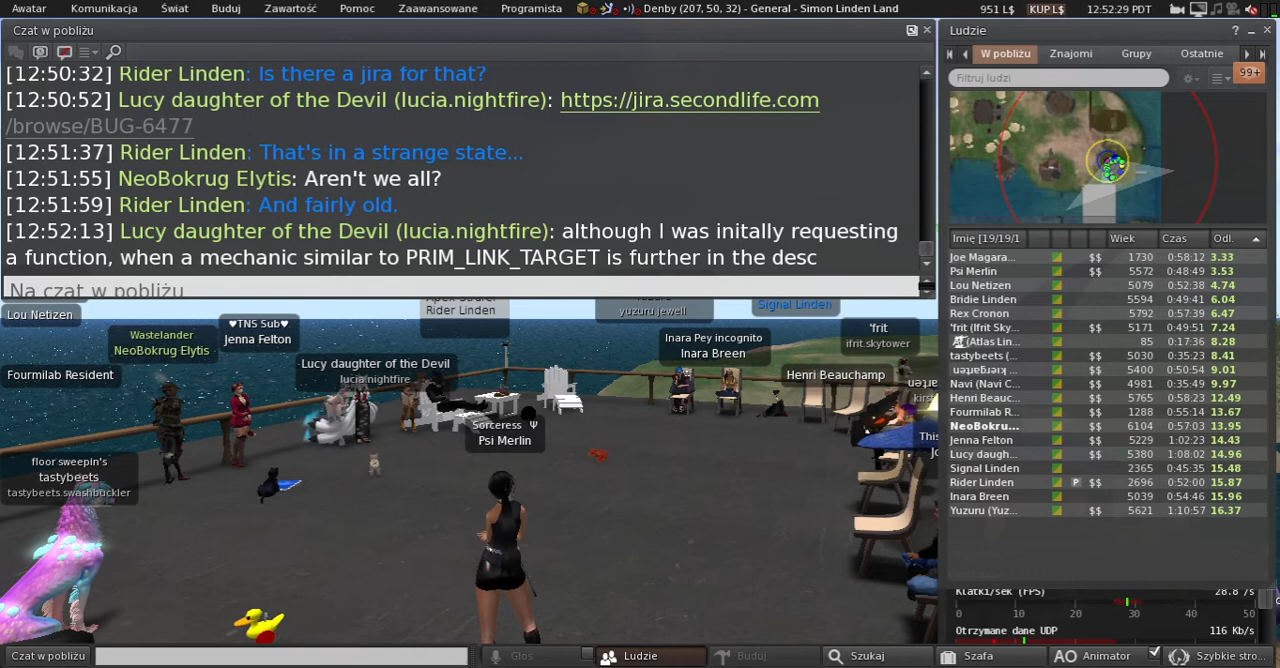 Awatar Komunikacja Świat Buduj Zawartość Pomoc Zaawansowane Programista Denby (207, 50, 32) - General - Simon Linden Land 951 L$ KUP L$ 12:52:29 PDT
Czat w pobliżu
[12:50:32] Rider Linden: Is there a jira for that?
[12:50:52] Lucy daughter of the Devil (lucia.nightfire): https://jira.secondlife.com
/browse/BUG-6477
[12:51:37] Rider Linden: That's in a strange state...
[12:51:55] NeoBokrug Elytis: Aren't we all?
[12:51:59] Rider Linden: And fairly old.
[12:52:13] Lucy daughter of the Devil (lucia.nightfire): although I was initally requesting
a function, when a mechanic similar to PRIM_LINK_TARGET is further in the desc
Na czat w pobliżu
Lou Netizen
Rider Linden
yuzuru.jewell
Signal Linden
Wastelander
NeoBokrug Elytis
♥TNS Sub♥
Jenna Felton
Lucy daughter of the Devil
lucia.nightfire
Inara Pey incognito
Inara Breen
'frit
ifrit.skytower
Fourmilab Resident
Henri Beauchamp
Sorceress Ψ
Psi Merlin
This
floor sweepin's
tastybeets
tastybeets.swashbuckler
Ludzie
W pobliżu Znajomi Grupy Ostatnie
Filtruj ludzi
99+
Imię [19/19/1 Wiek Czas Odl.
Joe Magara... $$ 1730 0:58:12 3.33
Psi Merlin $$ 5572 0:48:49 3.53
Lou Netizen 5079 0:52:38 4.74
Bridie Linden 5594 0:49:41 6.04
Rex Cronon 5792 0:57:39 6.47
'frit (Ifrit Sky... $$ 5171 0:49:51 7.24
(Atlas Lin... 85 0:17:36 8.28
tastybeets (... $$ 5030 0:35:23 8.41
$$ 5400 0:50:54 9.01
Navi (Navi C... $$ 4981 0:35:49 9.97
Henri Beauc... $$ 5765 0:58:23 12.49
Fourmilab R... $$ 1288 0:55:14 13.67
NeoBokru... $$ 6104 0:57:03 13.95
Jenna Felton $$ 5229 1:02:23 14.43
Lucy daugh... $$ 5380 1:08:02 14.96
Signal Linden 2365 0:45:35 15.48
Rider Linden P $$ 2696 0:52:00 15.87
Inara Breen 5039 0:54:46 15.96
Yuzuru (Yuz... $$ 5621 1:10:57 16.37
Klatki/sek (FPS) 28.8 /s
0 10 20 30 40 50
Otrzymane dane UDP 116 Kb/s
Czat w pobliżu Głos Ludzie Buduj Szukaj Szafa AO Animator Szybkie stro...